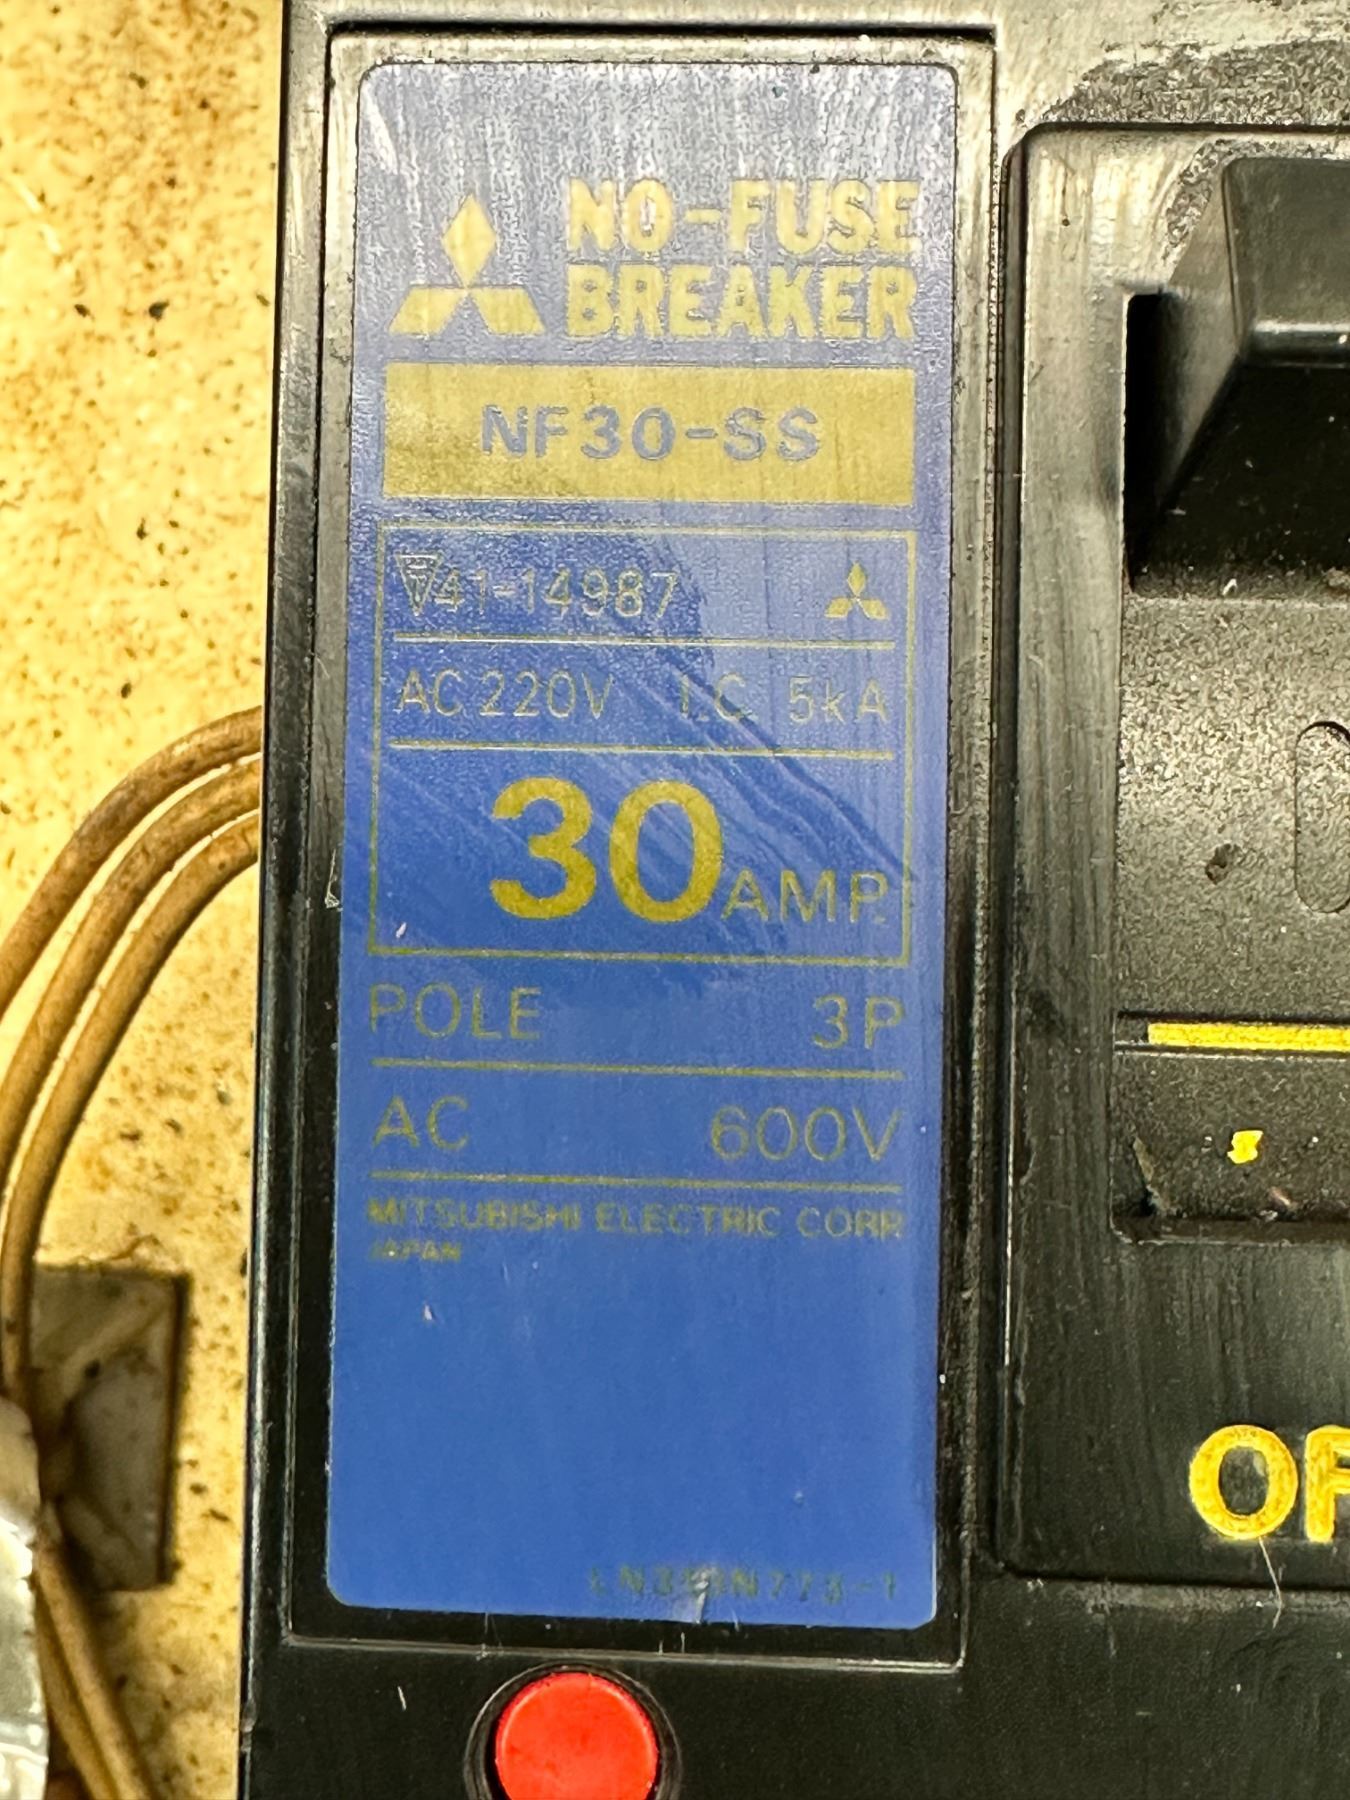 NO-FUSE
BREAKER
NF30-SS
41-14987
AC 220V I.C 5kA
30 AMP.
POLE 3P
AC 600V
MITSUBISHI ELECTRIC CORP.
JAPAN